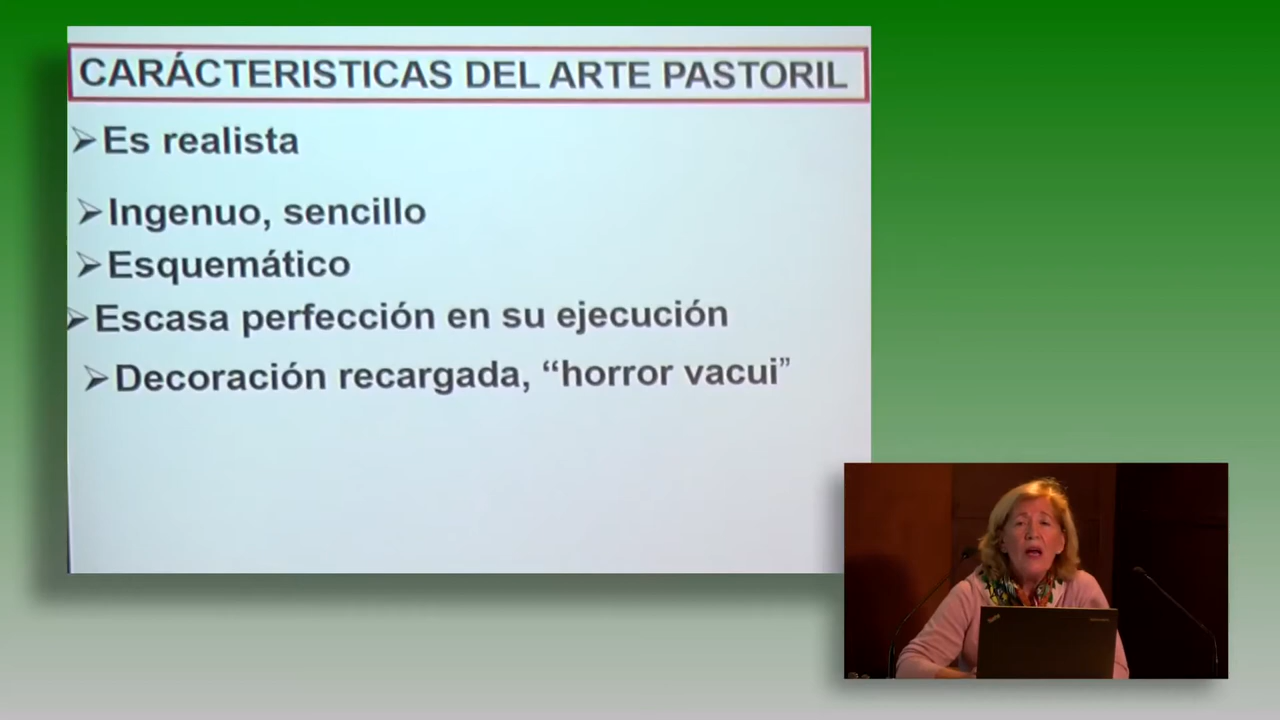 CARÁCTERISTICAS DEL ARTE PASTORIL
➢Es realista
➢Ingenuo, sencillo
➢Esquemático
➢Escasa perfección en su ejecución
➢Decoración recargada, “horror vacui”